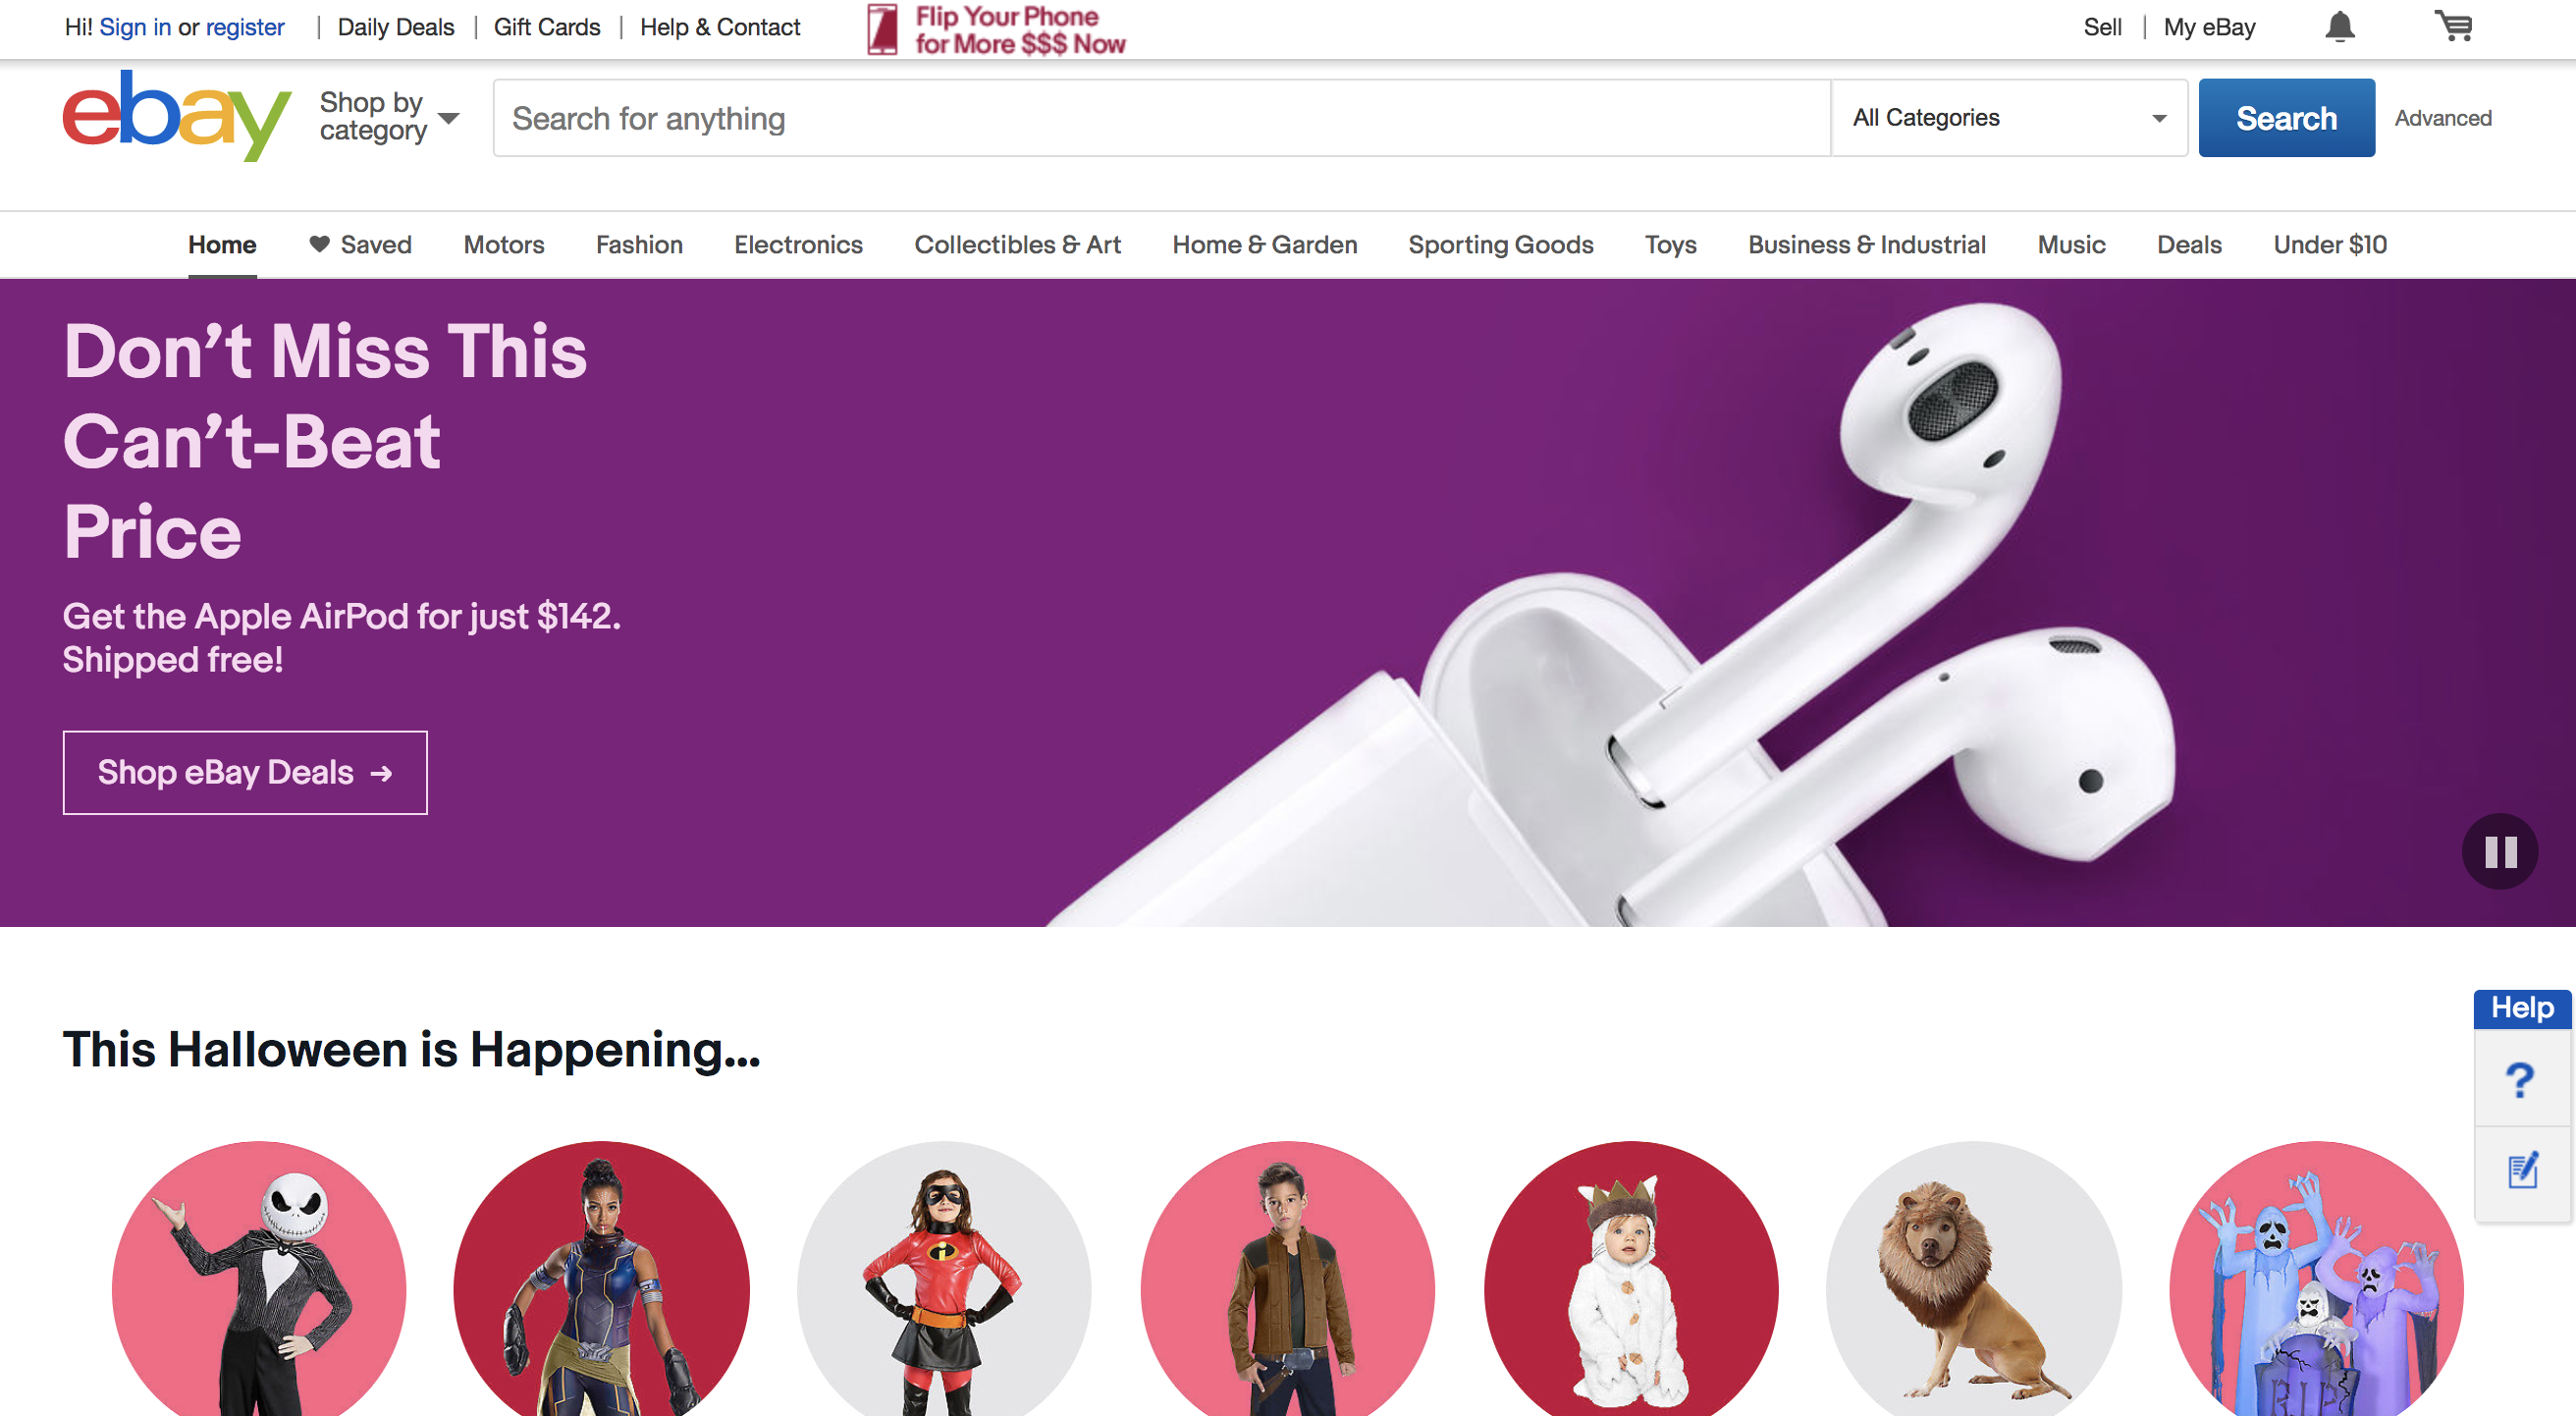 Hi! Sign in or register | Daily Deals | Gift Cards | Help & Contact
Flip Your Phone
for More $$$ Now
Sell | My eBay
ebay
Shop by
category
Search for anything
All Categories
Search
Advanced
Home Saved Motors Fashion Electronics Collectibles & Art Home & Garden Sporting Goods Toys Business & Industrial Music Deals Under $10
Don’t Miss This
Can’t-Beat
Price
Get the Apple AirPod for just $142.
Shipped free!
Shop eBay Deals →
Help
?
This Halloween is Happening...
i
RIP